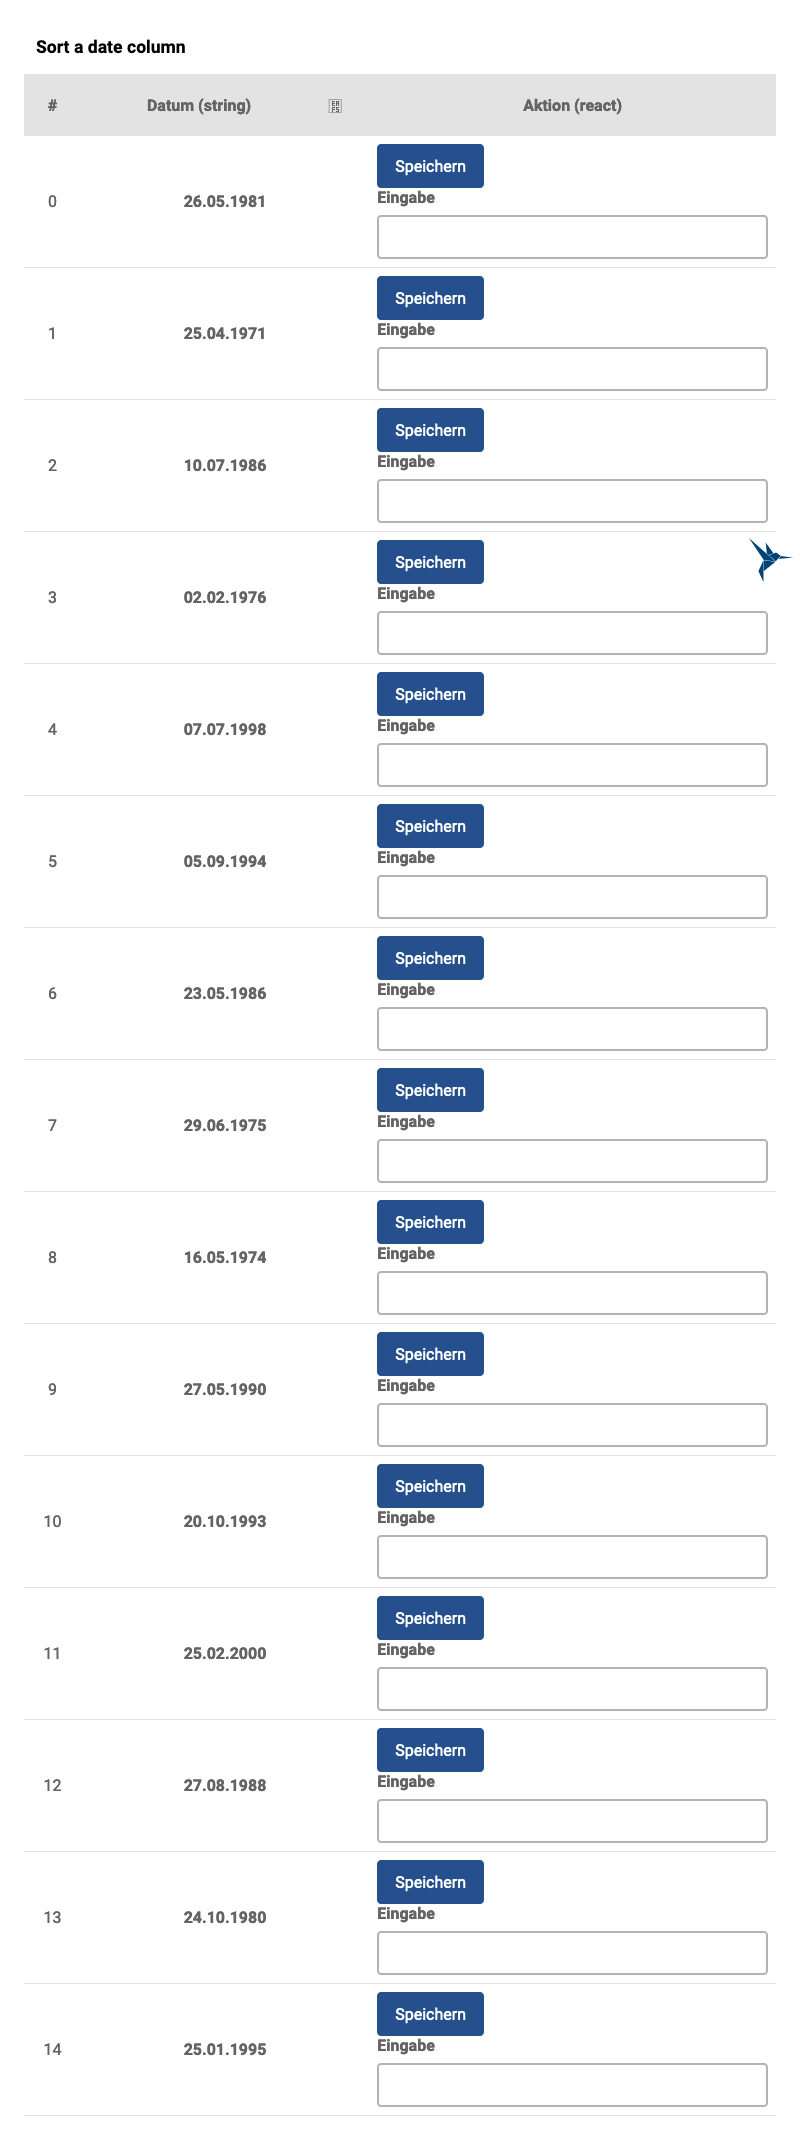 Sort a date column
# Datum (string) Aktion (react)
Speichern
0 26.05.1981 Eingabe
Speichern
1 25.04.1971 Eingabe
Speichern
2 10.07.1986 Eingabe
Speichern
3 02.02.1976 Eingabe
Speichern
4 07.07.1998 Eingabe
Speichern
5 05.09.1994 Eingabe
Speichern
6 23.05.1986 Eingabe
Speichern
7 29.06.1975 Eingabe
Speichern
8 16.05.1974 Eingabe
Speichern
9 27.05.1990 Eingabe
Speichern
10 20.10.1993 Eingabe
Speichern
11 25.02.2000 Eingabe
Speichern
12 27.08.1988 Eingabe
Speichern
13 24.10.1980 Eingabe
Speichern
14 25.01.1995 Eingabe